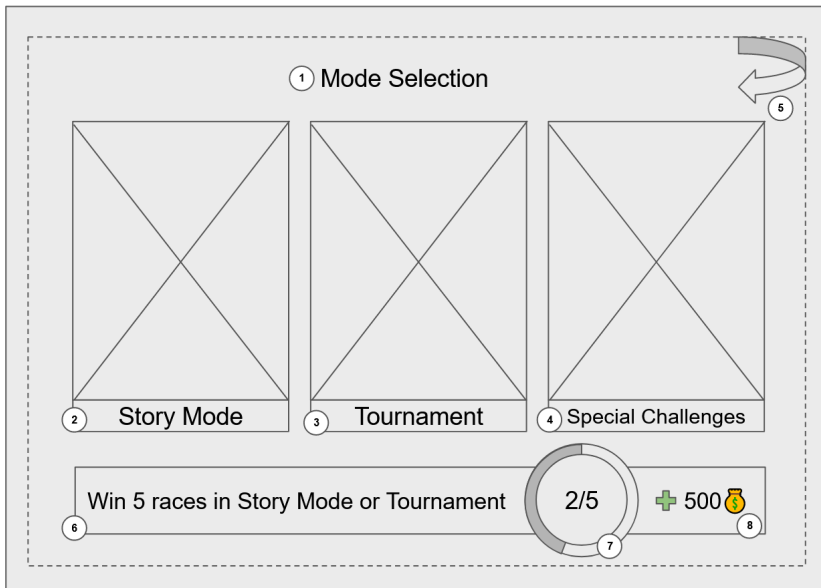 1 Mode Selection
5
2 Story Mode
3 Tournament
4 Special Challenges
Win 5 races in Story Mode or Tournament 2/5 500
$
6
7
8